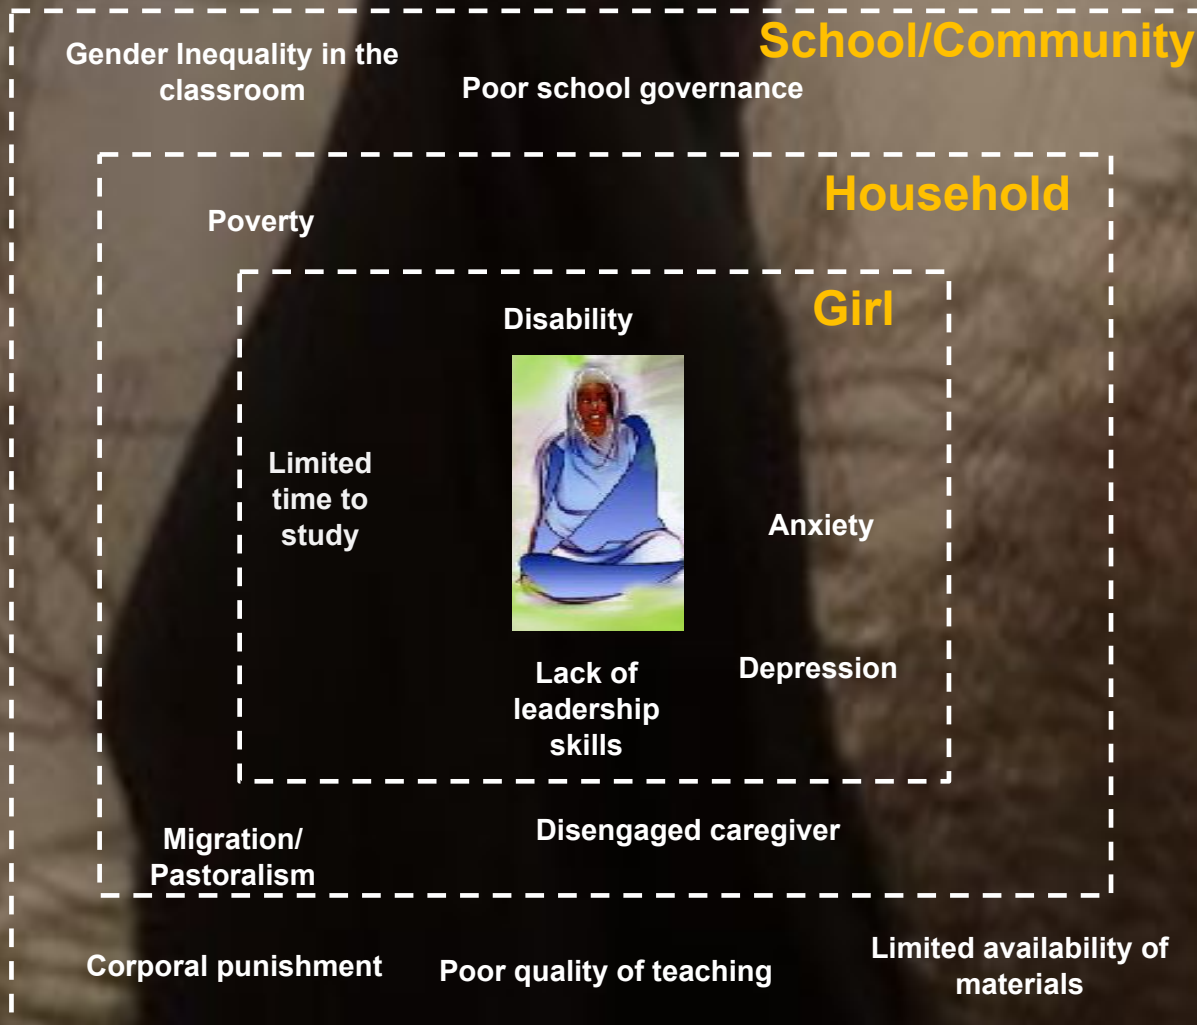 School/Community
Gender Inequality in the
classroom
Poor school governance
Household
Poverty
Girl
Disability
Limited
time to
study
Anxiety
Depression
Lack of
leadership
skills
Disengaged caregiver
Migration/
Pastoralism
Corporal punishment
Poor quality of teaching
Limited availability of
materials